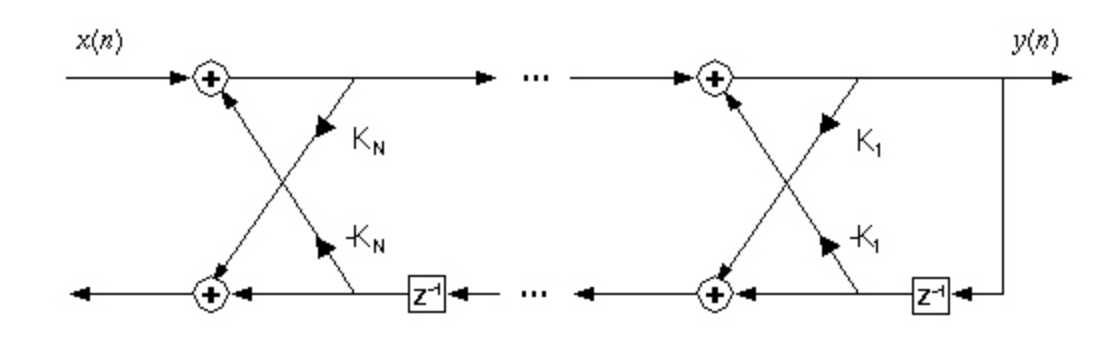 x(n) y(n)
+ ... +
K_N K_1
-K_N -K_1
+ z⁻¹ ... + z⁻¹